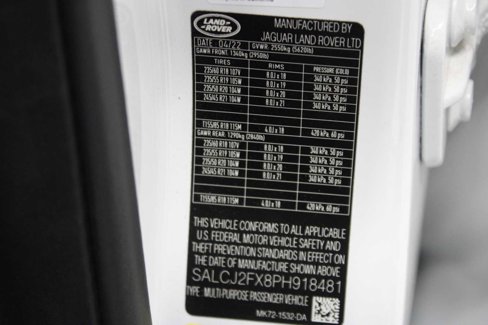 LAND ROVER
MANUFACTURED BY
JAGUAR LAND ROVER LTD
DATE 04/22 GVWR: 2550kg (5620lb)
GAWR FRONT: 1340kg (2950lb)
TIRES RIMS PRESSURE (COLD)
235/60 R18 107V 8.0J x 18 340 kPa, 50 psi
235/55 R19 105W 8.0J x 19 340 kPa, 50 psi
235/50 R20 104W 8.0J x 20 340 kPa, 50 psi
245/45 R21 104W 8.0J x 21 340 kPa, 50 psi
T155/85 R18 115M 4.0J x 18 420 kPa, 60 psi
GAWR REAR: 1290kg (2840lb)
235/60 R18 107V 8.0J x 18 340 kPa, 50 psi
235/55 R19 105W 8.0J x 19 340 kPa, 50 psi
235/50 R20 104W 8.0J x 20 340 kPa, 50 psi
245/45 R21 104W 8.0J x 21 340 kPa, 50 psi
T155/85 R18 115M 4.0J x 18 420 kPa, 60 psi
THIS VEHICLE CONFORMS TO ALL APPLICABLE
U.S. FEDERAL MOTOR VEHICLE SAFETY AND
THEFT PREVENTION STANDARDS IN EFFECT ON
THE DATE OF MANUFACTURE SHOWN ABOVE
SALCJ2FX8PH918481
TYPE: MULTI-PURPOSE PASSENGER VEHICLE
MK72-1532-DA